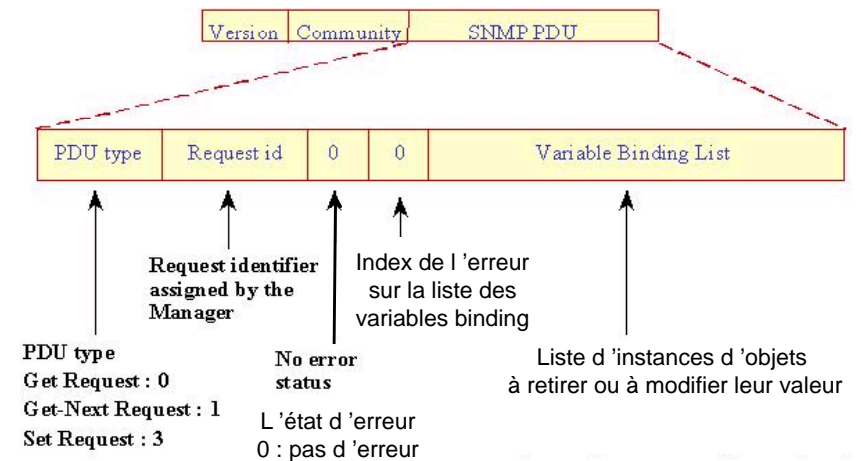 Version Community SNMP PDU
PDU type Request id 0 0 Variable Binding List
Request identifier
assigned by the
Manager
Index de l ’erreur
sur la liste des
variables binding
PDU type
Get Request : 0
Get-Next Request : 1
Set Request : 3
No error
status
L ’état d ’erreur
0 : pas d ’erreur
Liste d ’instances d ’objets
à retirer ou à modifier leur valeur